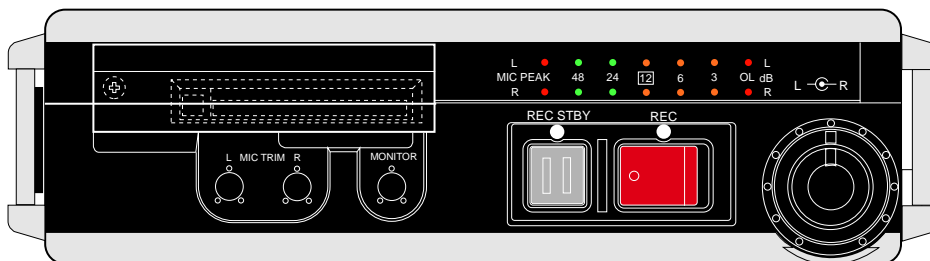 L L
MIC PEAK 48 24 12 6 3 OL dB
R R
L R
REC STBY REC
L MIC TRIM R MONITOR